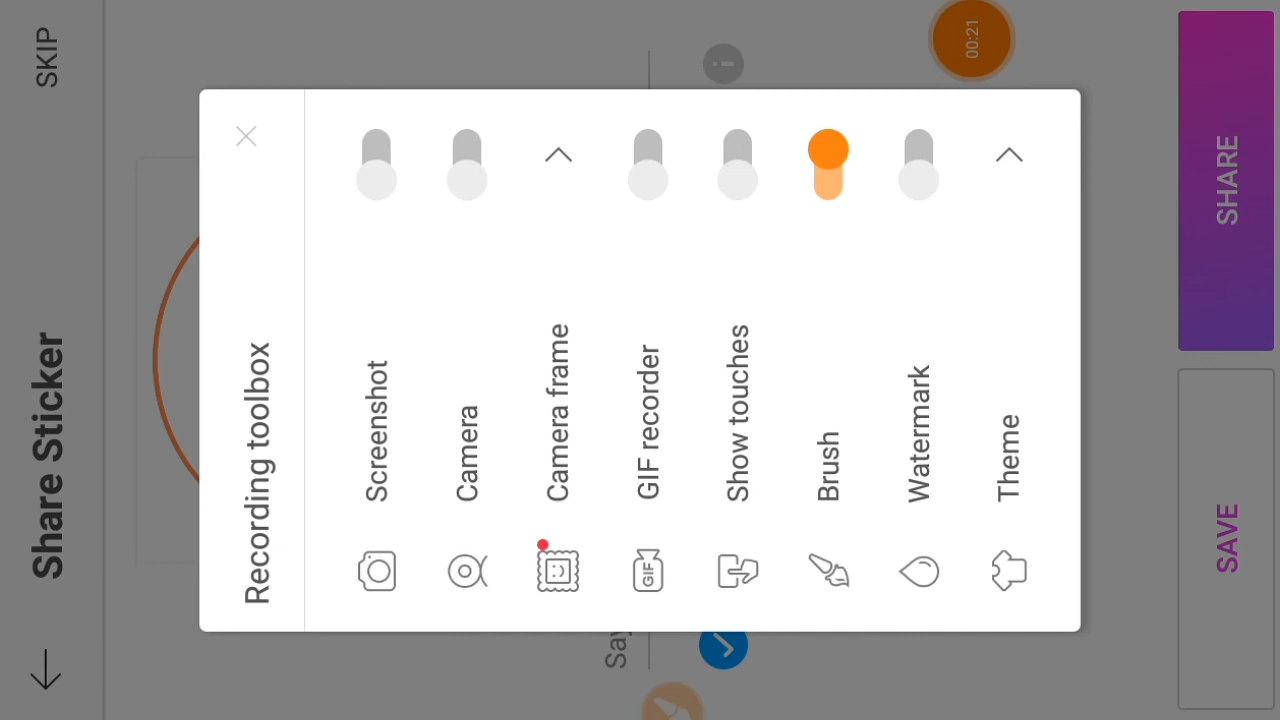 Share Sticker
SKIP
Recording toolbox
Screenshot
Camera
Camera frame
GIF recorder
GIF
Show touches
Brush
Watermark
Theme
00:21
SAVE
SHARE